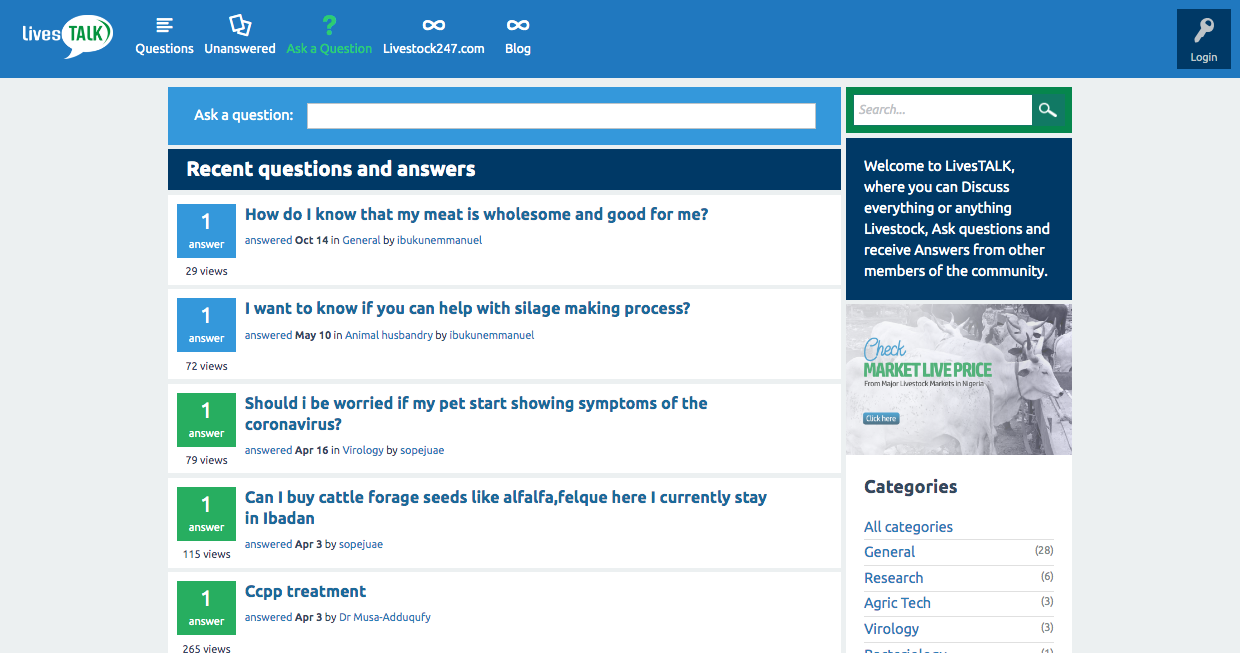 lives TALK
Questions
Unanswered
Ask a Question
Livestock247.com
Blog
Login
Ask a question:
Recent questions and answers
1
answer
29 views
How do I know that my meat is wholesome and good for me?
answered Oct 14 in General by ibukunemmanuel
1
answer
72 views
I want to know if you can help with silage making process?
answered May 10 in Animal husbandry by ibukunemmanuel
1
answer
79 views
Should i be worried if my pet start showing symptoms of the
coronavirus?
answered Apr 16 in Virology by sopejuae
1
answer
115 views
Can I buy cattle forage seeds like alfalfa,felque here I currently stay
in Ibadan
answered Apr 3 by sopejuae
1
answer
265 views
Ccpp treatment
answered Apr 3 by Dr Musa-Adduqufy
Search...
Welcome to LivesTALK,
where you can Discuss
everything or anything
Livestock, Ask questions and
receive Answers from other
members of the community.
Check
MARKET LIVE PRICE
From Major Livestock Markets in Nigeria
Click here
Categories
All categories
General (28)
Research (6)
Agric Tech (3)
Virology (3)
Bacteriology (1)